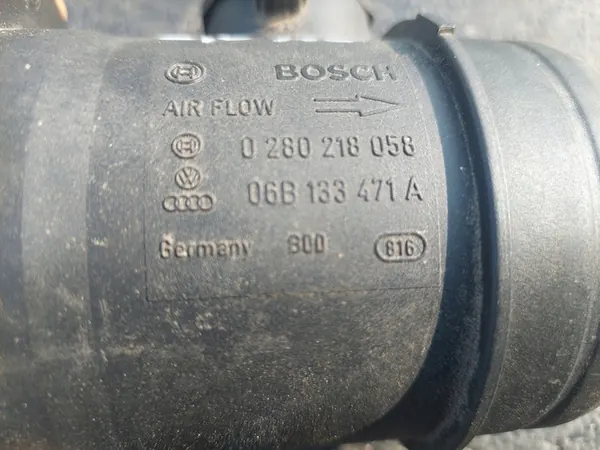 BOSCH
AIR FLOW
0 280 218 058
06B 133 471 A
Germany 800 816